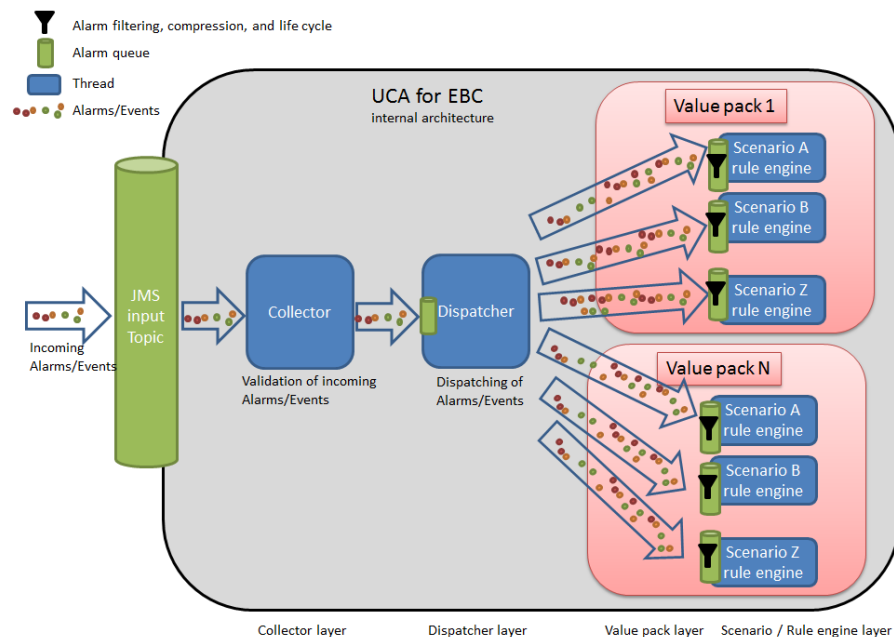 Alarm filtering, compression, and life cycle
Alarm queue
Thread
Alarms/Events
UCA for EBC
internal architecture
Value pack 1
Scenario A
rule engine
Scenario B
rule engine
Scenario Z
rule engine
JMS
input
Topic
Collector
Dispatcher
Incoming
Alarms/Events
Validation of incoming
Alarms/Events
Dispatching of
Alarms/Events
Value pack N
Scenario A
rule engine
Scenario B
rule engine
Scenario Z
rule engine
Collector layer
Dispatcher layer
Value pack layer
Scenario / Rule engine layer